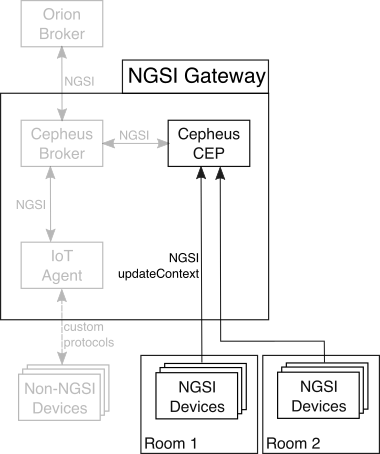 Orion
Broker
NGSI
NGSI Gateway
Cepheus
Broker
NGSI
Cepheus
CEP
NGSI
NGSI
updateContext
IoT
Agent
custom
protocols
Non-NGSI
Devices
NGSI
Devices
Room 1
NGSI
Devices
Room 2